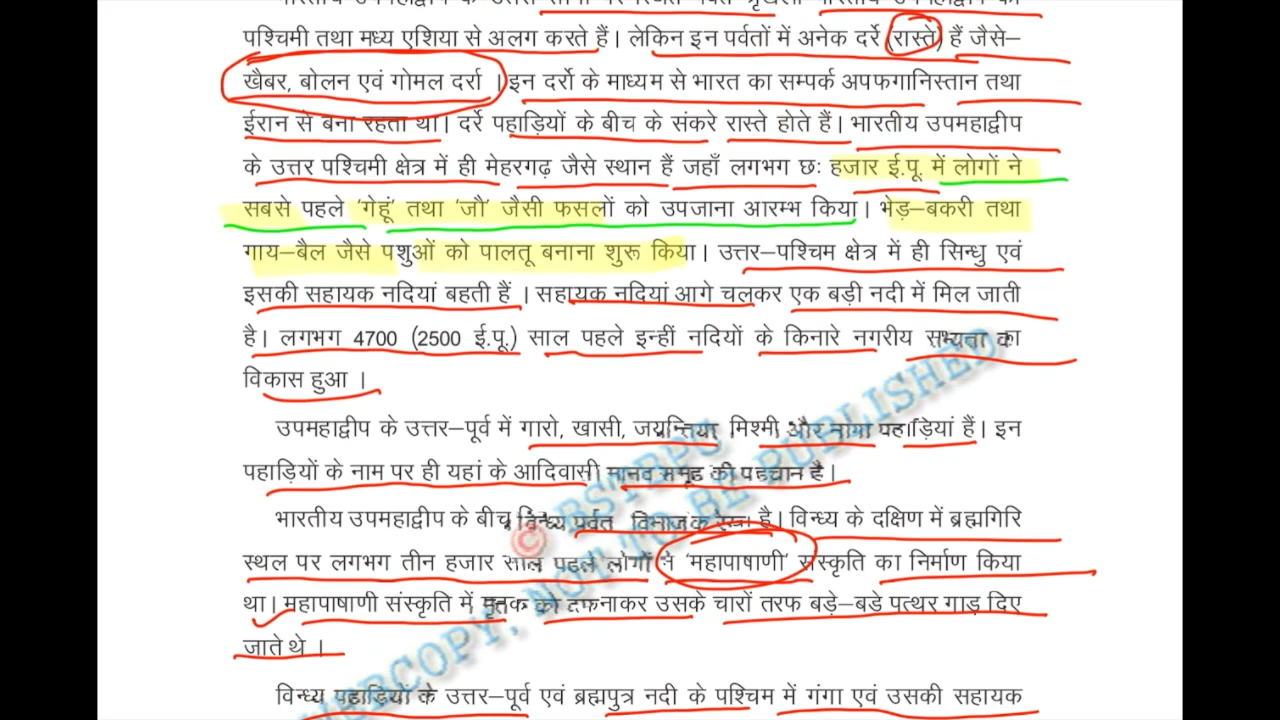 पश्चिमी तथा मध्य एशिया से अलग करते हैं। लेकिन इन पर्वतों में अनेक दर्रे (रास्ते) हैं जैसे–
खैबर, बोलन एवं गोमल दर्रा । इन दर्रो के माध्यम से भारत का सम्पर्क अपफगानिस्तान तथा
ईरान से बना रहता था। दर्रे पहाड़ियों के बीच के संकरे रास्ते होते हैं। भारतीय उपमहाद्वीप
के उत्तर पश्चिमी क्षेत्र में ही मेहरगढ़ जैसे स्थान हैं जहाँ लगभग छः हजार ई.पू. में लोगों ने
सबसे पहले 'गेहूं' तथा 'जौ' जैसी फसलों को उपजाना आरम्भ किया। भेड़–बकरी तथा
गाय–बैल जैसे पशुओं को पालतू बनाना शुरू किया। उत्तर–पश्चिम क्षेत्र में ही सिन्धु एवं
इसकी सहायक नदियां बहती हैं । सहायक नदियां आगे चलकर एक बड़ी नदी में मिल जाती
है। लगभग 4700 (2500 ई.पू.) साल पहले इन्हीं नदियों के किनारे नगरीय सभ्यता का
विकास हुआ ।
उपमहाद्वीप के उत्तर–पूर्व में गारो, खासी, जयन्तिया मिश्मी और नागा पहाड़ियां हैं। इन
पहाड़ियों के नाम पर ही यहां के आदिवासी मानव समूह की पहचान है।
भारतीय उपमहाद्वीप के बीच विन्ध्य पर्वत विभाजक रेखा है। विन्ध्य के दक्षिण में ब्रह्मगिरि
स्थल पर लगभग तीन हजार साल पहले लोगों ने 'महापाषाणी' संस्कृति का निर्माण किया
था। महापाषाणी संस्कृति में मृतक को दफनाकर उसके चारों तरफ बड़े–बडे पत्थर गाड़ दिए
जाते थे ।
विन्ध्य पहाड़ियों के उत्तर–पूर्व एवं ब्रह्मपुत्र नदी के पश्चिम में गंगा एवं उसकी सहायक
© BSTBPC
WEBCOPY, NOT TO BE PUBLISHED